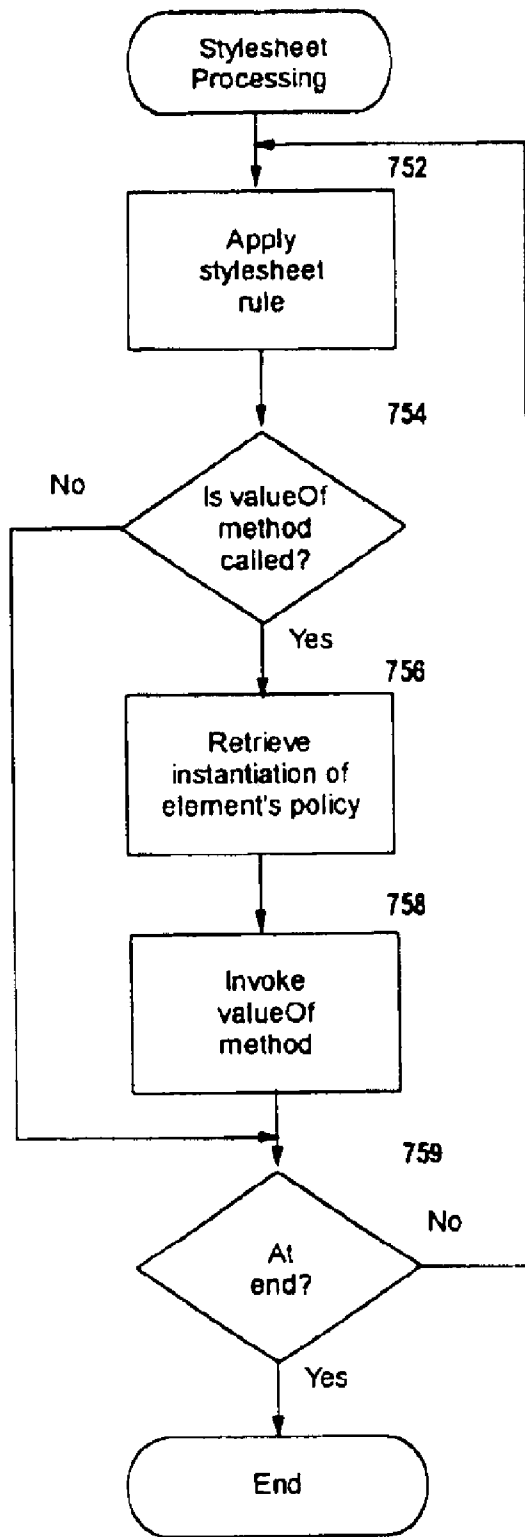 Stylesheet
Processing
752
Apply
stylesheet
rule
754
No
Is valueOf
method
called?
Yes
756
Retrieve
instantiation of
element's policy
758
Invoke
valueOf
method
759
No
At
end?
Yes
End